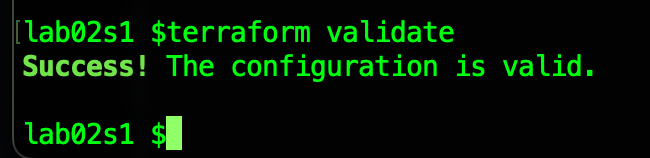 lab02s1 $terraform validate
Success! The configuration is valid.
lab02s1 $